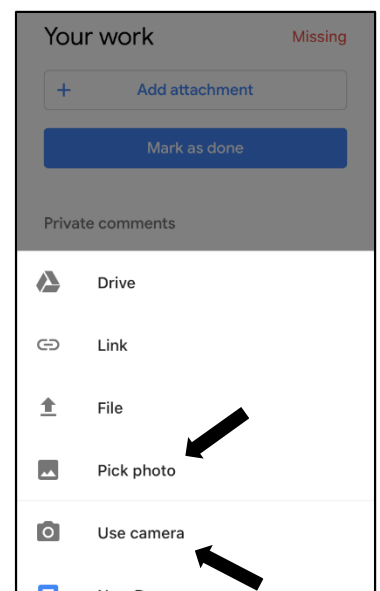 Your work
Missing
+ Add attachment
Mark as done
Private comments
Drive
Link
File
Pick photo
Use camera